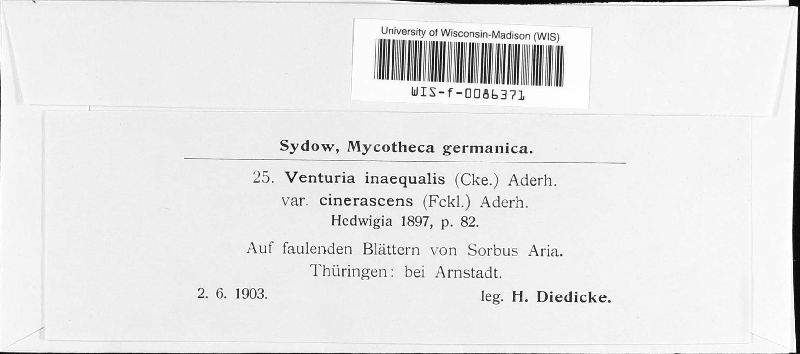 University of Wisconsin-Madison (WIS)
WIS-f-0086371
Sydow, Mycotheca germanica.
25. Venturia inaequalis (Cke.) Aderh.
var. cinerascens (Fckl.) Aderh.
Hedwigia 1897, p. 82.
Auf faulenden Blättern von Sorbus Aria.
Thüringen: bei Arnstadt.
2. 6. 1903. leg. H. Diedicke.